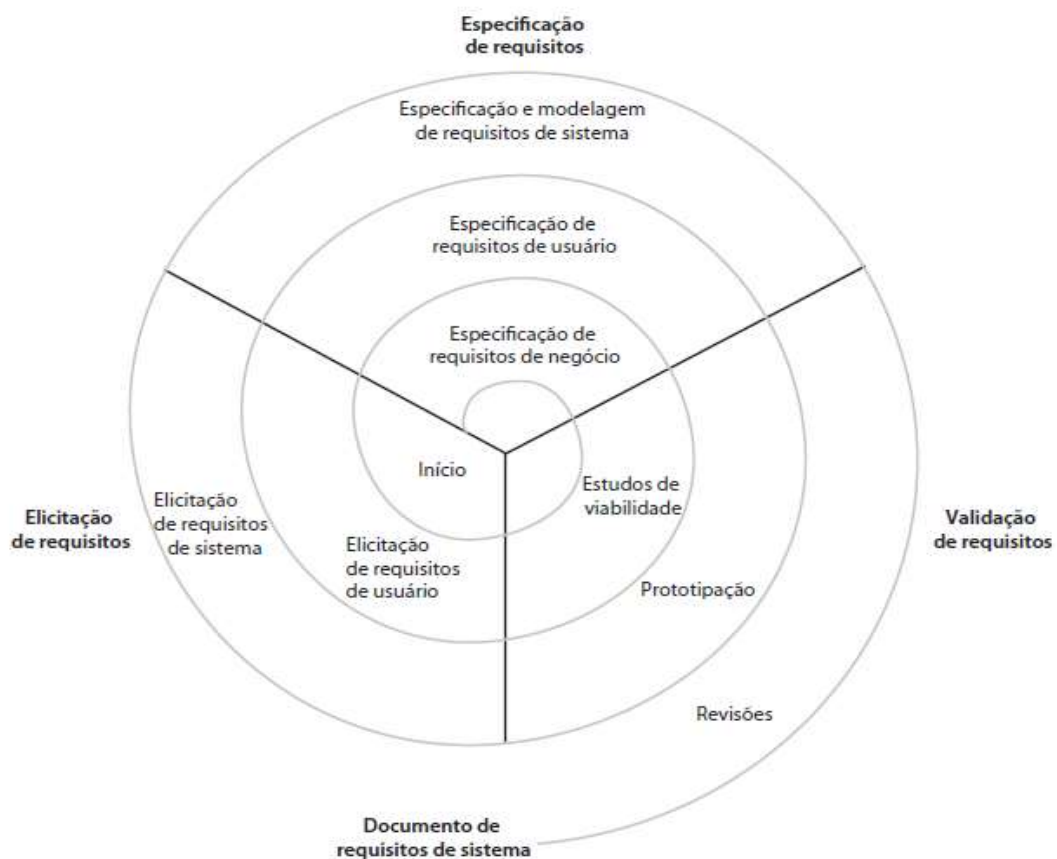 Especificação
de requisitos
Especificação e modelagem
de requisitos de sistema
Especificação de
requisitos de usuário
Especificação de
requisitos de negócio
Início
Estudos de
viabilidade
Elicitação
de requisitos
Elicitação
de requisitos
de sistema
Elicitação
de requisitos
de usuário
Validação
de requisitos
Prototipação
Revisões
Documento de
requisitos de sistema